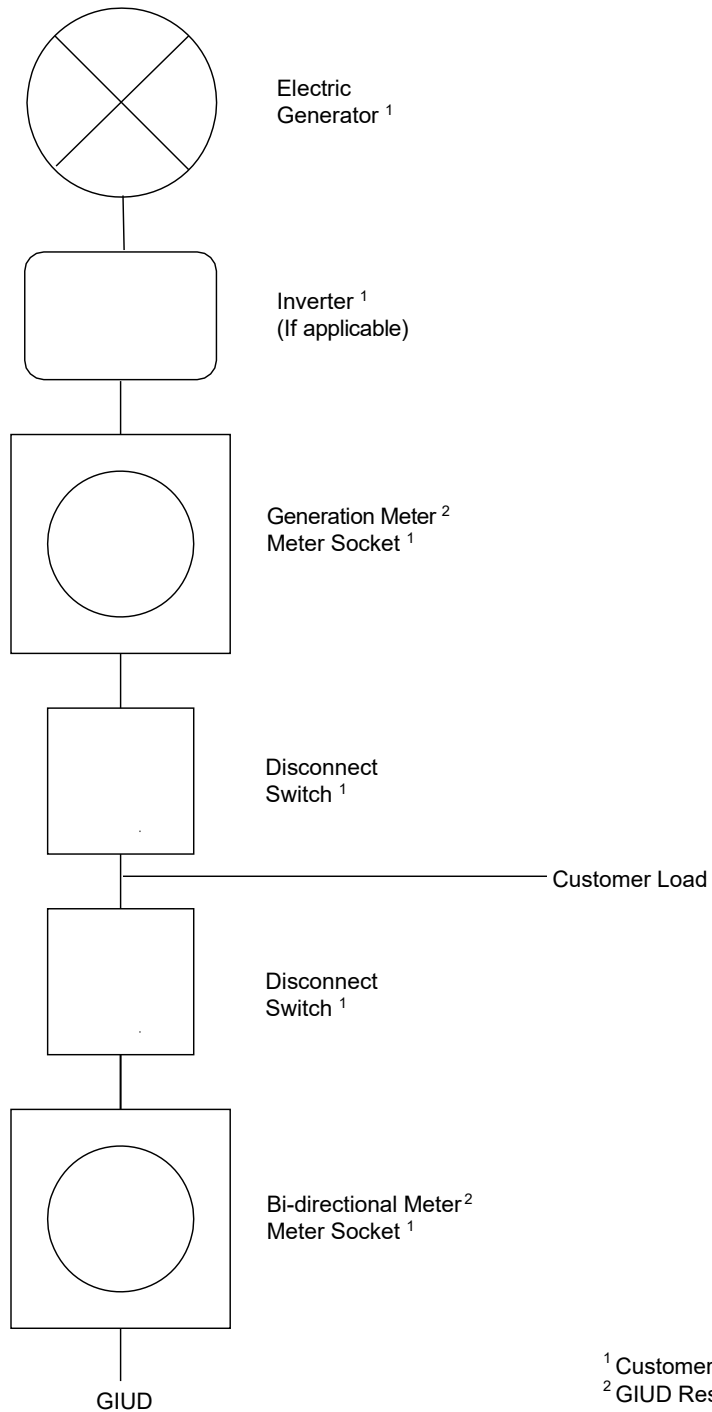 Electric
Generator ¹
Inverter ¹
(If applicable)
Generation Meter ²
Meter Socket ¹
Disconnect
Switch ¹
Customer Load
Disconnect
Switch ¹
Bi-directional Meter ²
Meter Socket ¹
¹ Customer
² GIUD
GIUD